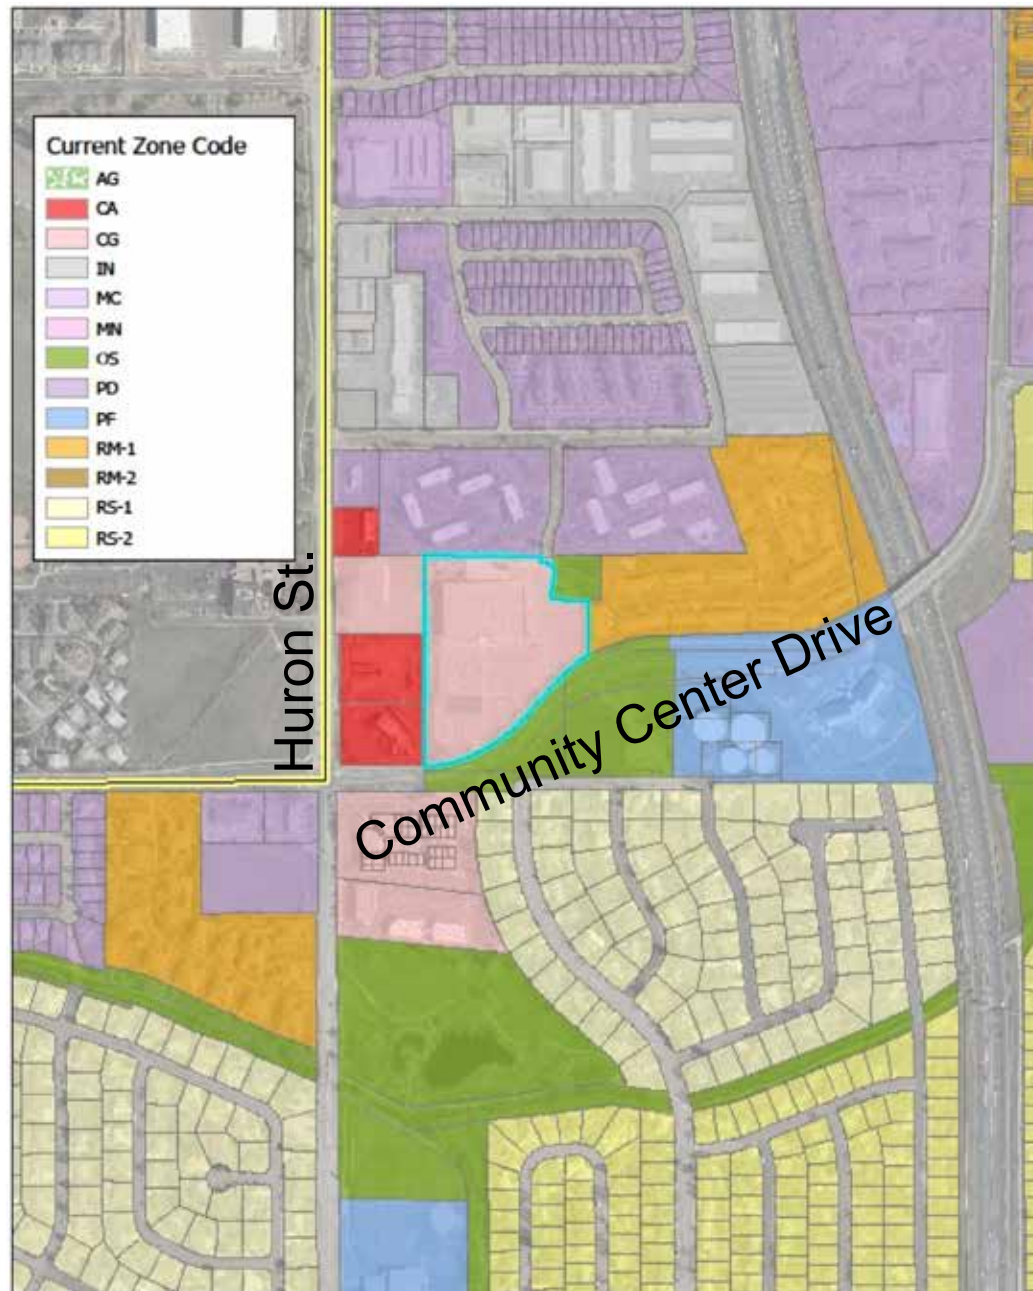 Current Zone Code
AG
CA
CG
IN
MC
MN
OS
PD
PF
RM-1
RM-2
RS-1
RS-2
Huron St.
Community Center Drive